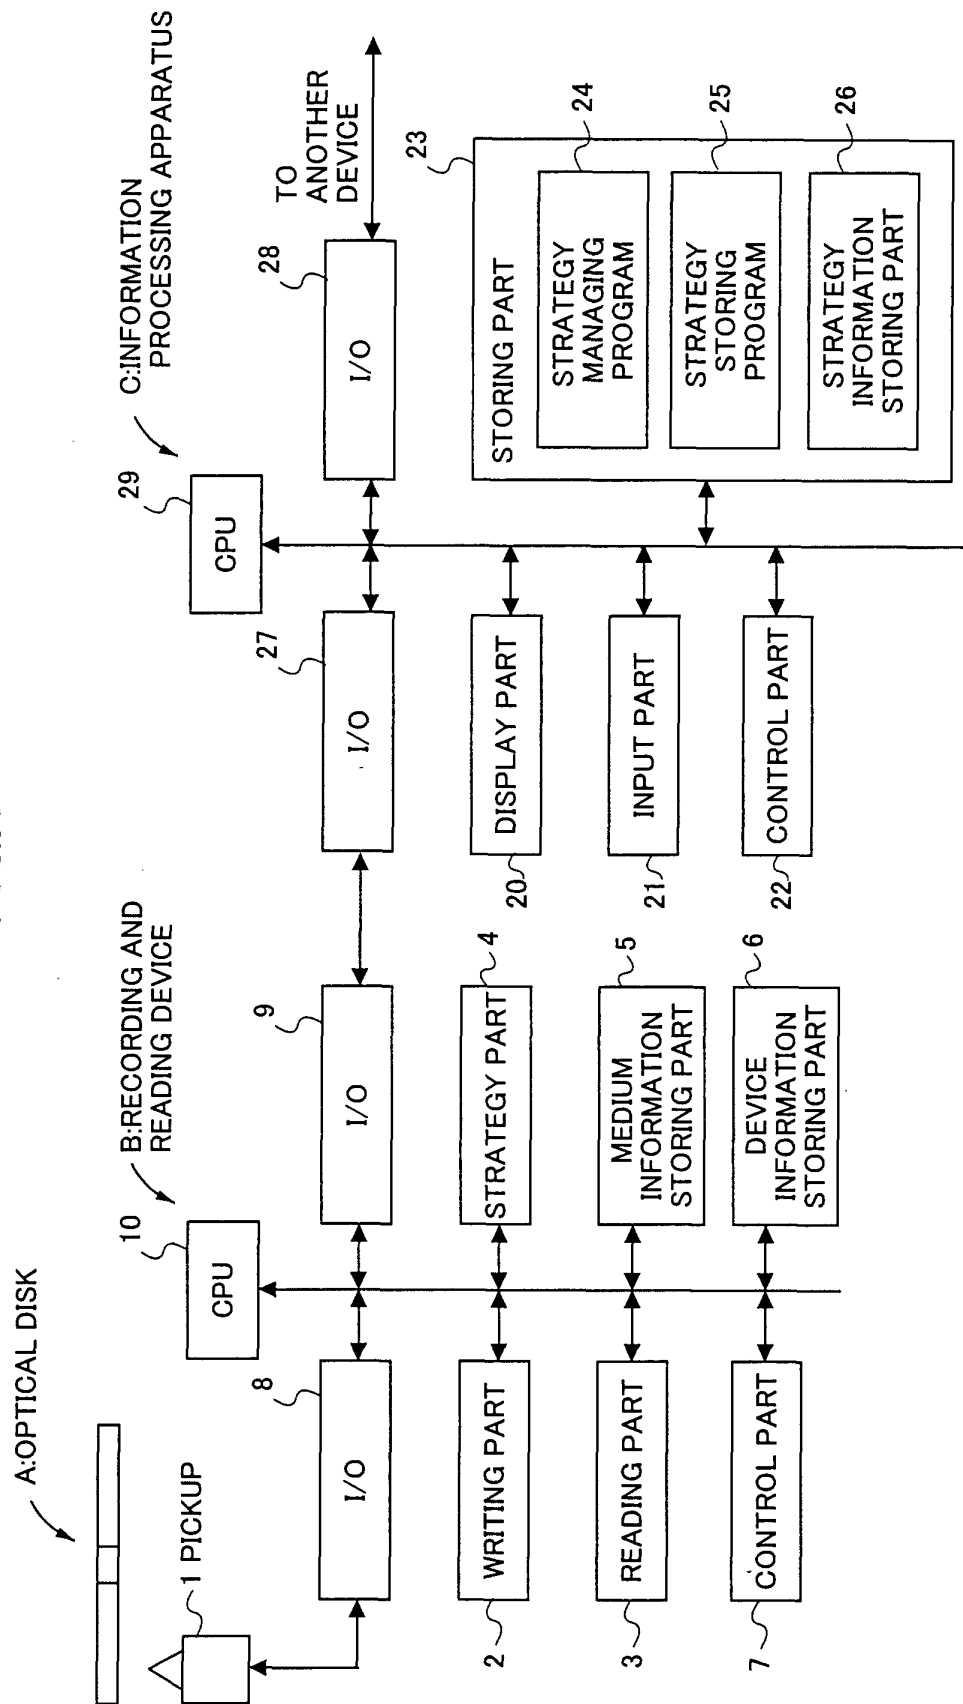 A:OPTICAL DISK
1 PICKUP
B:RECORDING AND
READING DEVICE
10
CPU
8
I/O
9
I/O
2
WRITING PART
STRATEGY PART
4
3
READING PART
MEDIUM
INFORMATION
STORING PART
5
7
CONTROL PART
DEVICE
INFORMATION
STORING PART
6
C:INFORMATION
PROCESSING APPARATUS
29
CPU
27
I/O
28
I/O
TO
ANOTHER
DEVICE
20
DISPLAY PART
21
INPUT PART
22
CONTROL PART
23
STORING PART
STRATEGY
MANAGING
PROGRAM
24
STRATEGY
STORING
PROGRAM
25
STRATEGY
INFORMATION
STORING PART
26